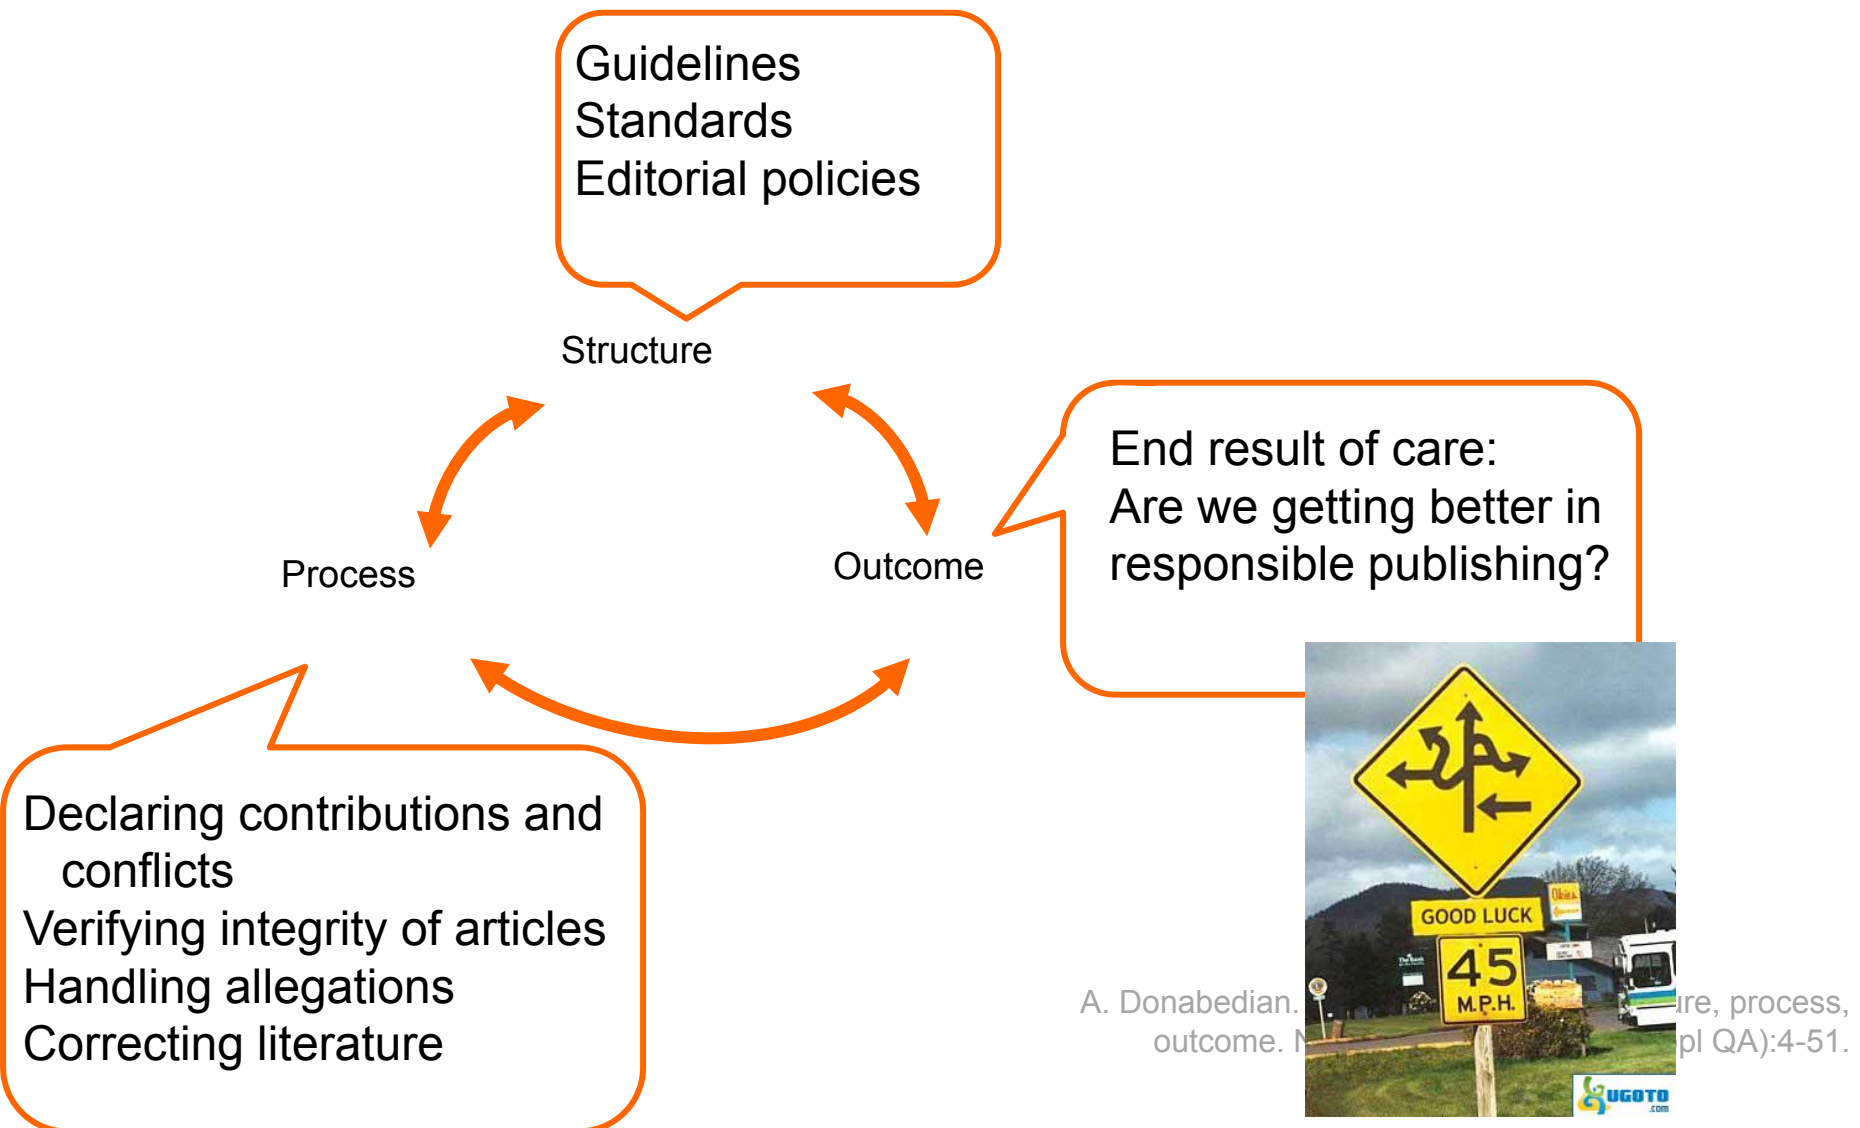 Guidelines
Standards
Editorial policies
Structure
End result of care:
Are we getting better in
responsible publishing?
Process
Outcome
Declaring contributions and
conflicts
Verifying integrity of articles
Handling allegations
Correcting literature
GOOD LUCK
45
M.P.H.
A. Donabedian.
process,
outcome.
QA):4-51.
UGOTO
.com